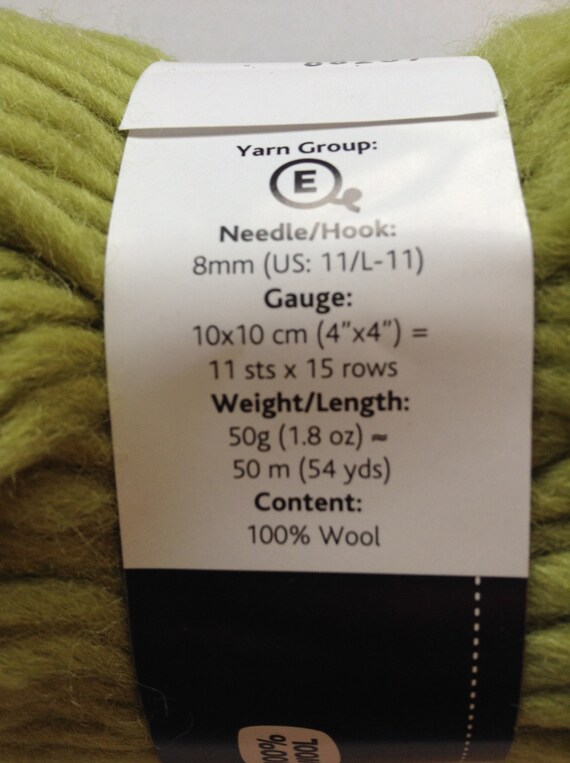 Yarn Group:
E
Needle/Hook:
8mm (US: 11/L-11)
Gauge:
10x10 cm (4”x4”) =
11 sts x 15 rows
Weight/Length:
50g (1.8 oz) ≈
50 m (54 yds)
Content:
100% Wool